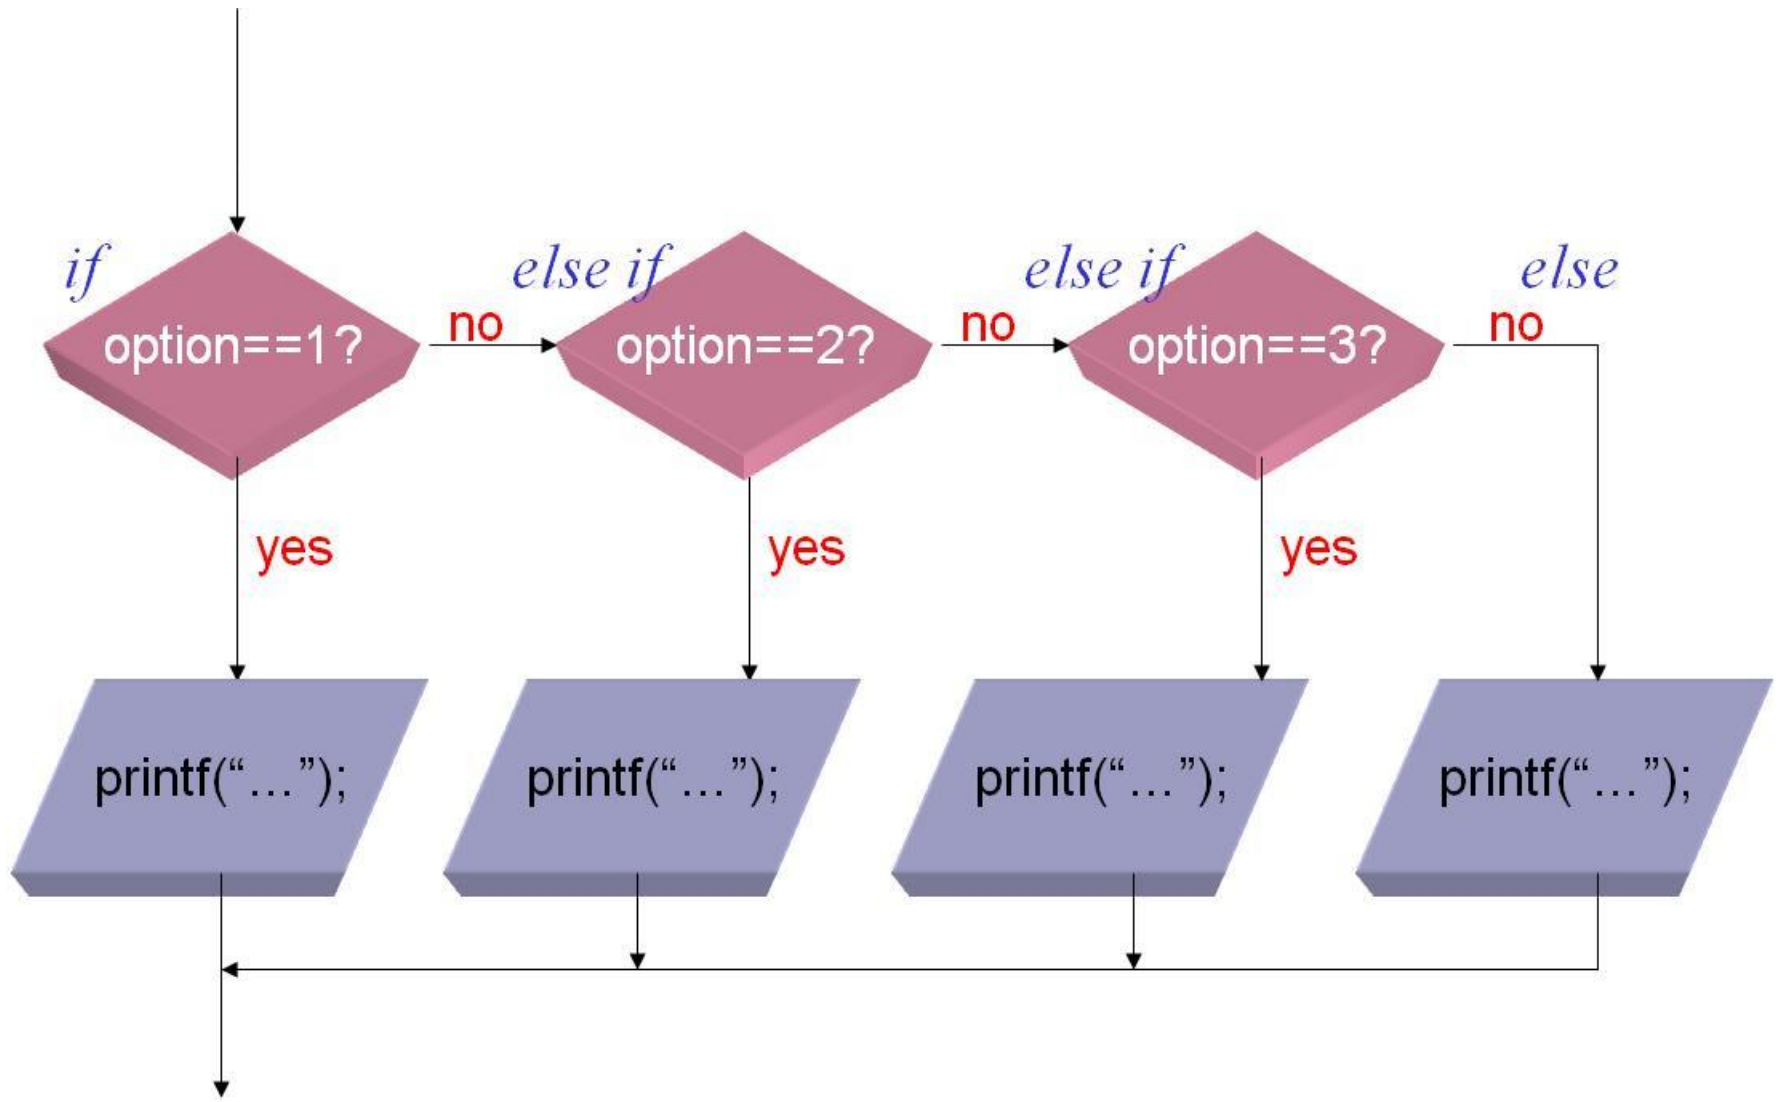 if
else if
else if
else
option==1?
no
option==2?
no
option==3?
no
yes
yes
yes
printf(“…”);
printf(“…”);
printf(“…”);
printf(“…”);